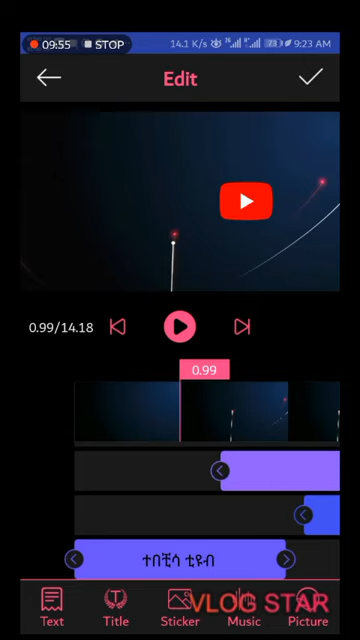 09:55 STOP 14.1 K/s 9:23 AM
Edit
0.99/14.18
0.99
ተበቿሳ ቲዩብ
VLOG STAR
Text Title Sticker Music Picture